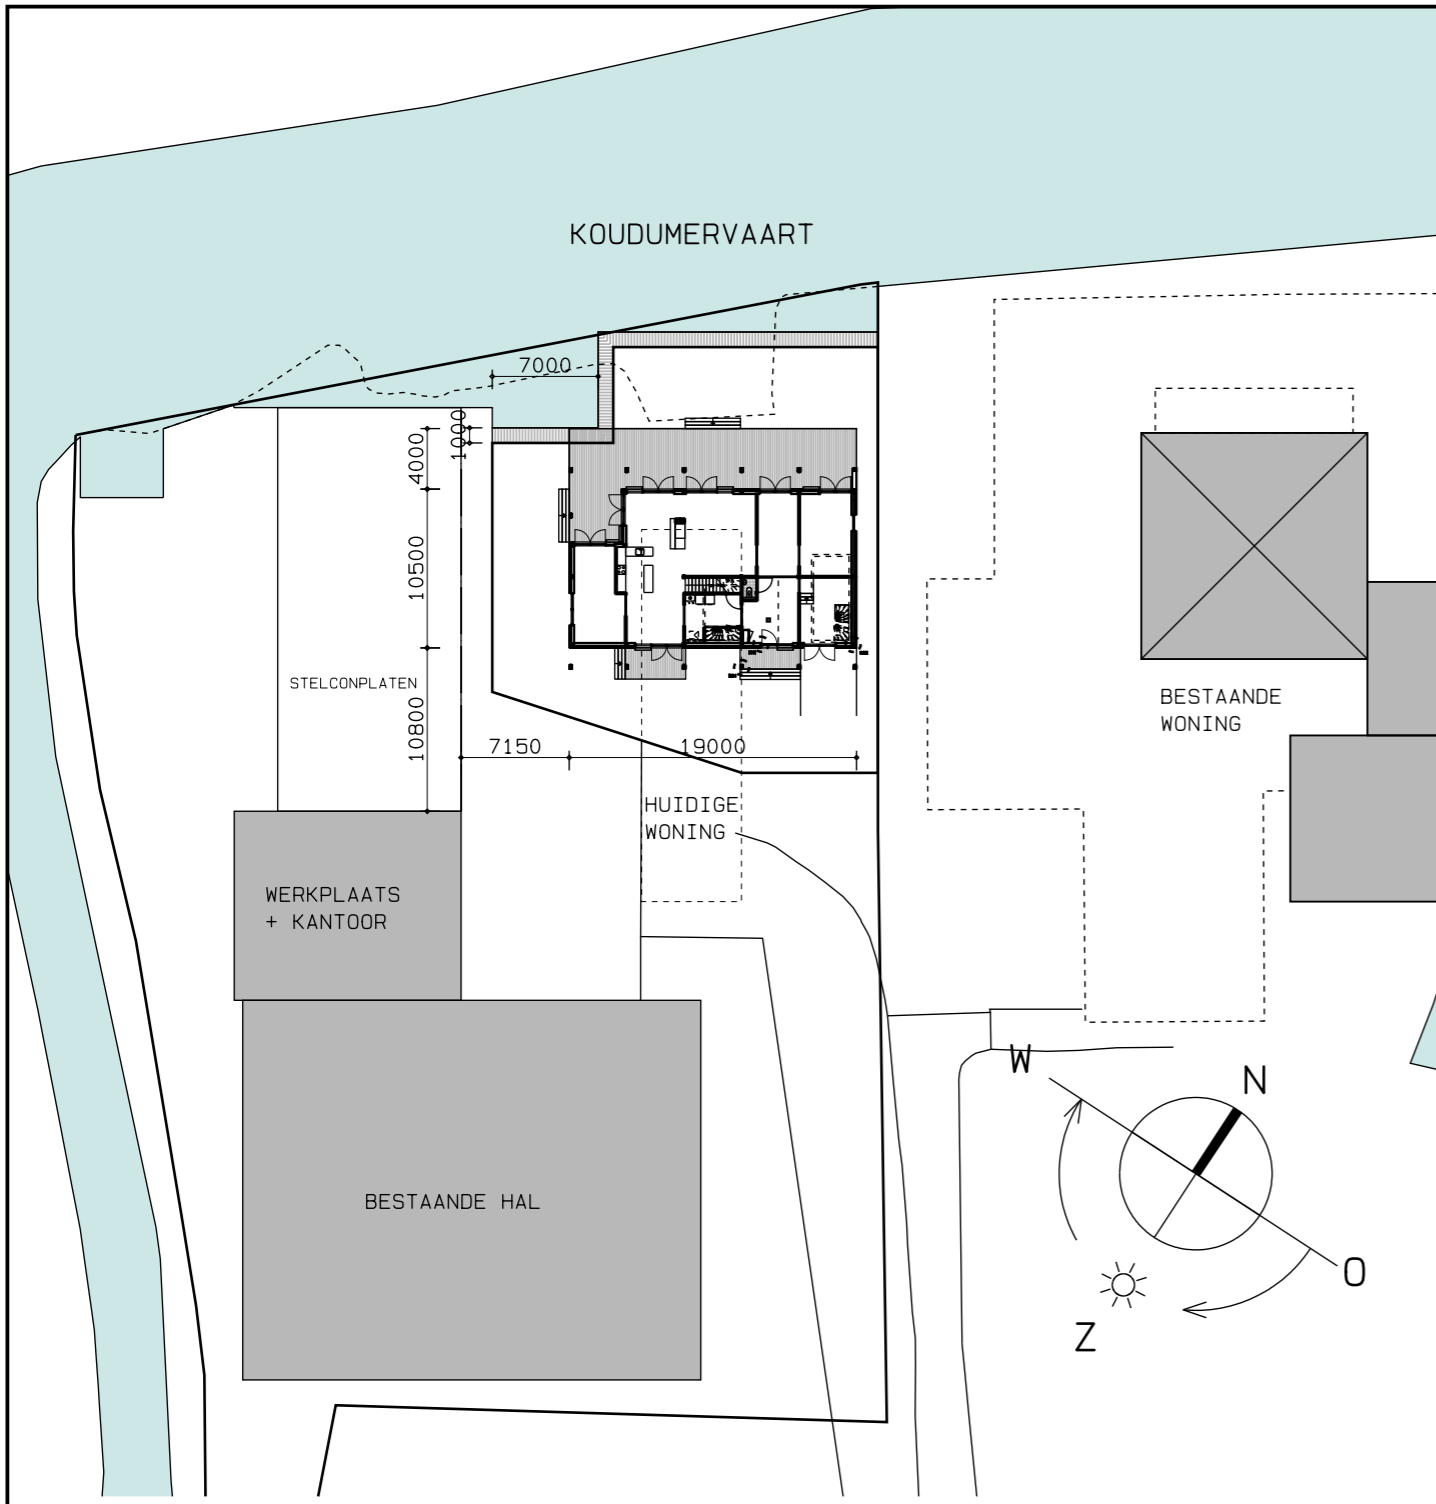 KOUDUMERVAART
7000
1000
4000
10500
STELCONPLATEN
10800
7150
19000
BESTAANDE
WONING
HUIDIGE
WONING
WERKPLAATS
+ KANTOOR
W
N
BESTAANDE HAL
O
Z